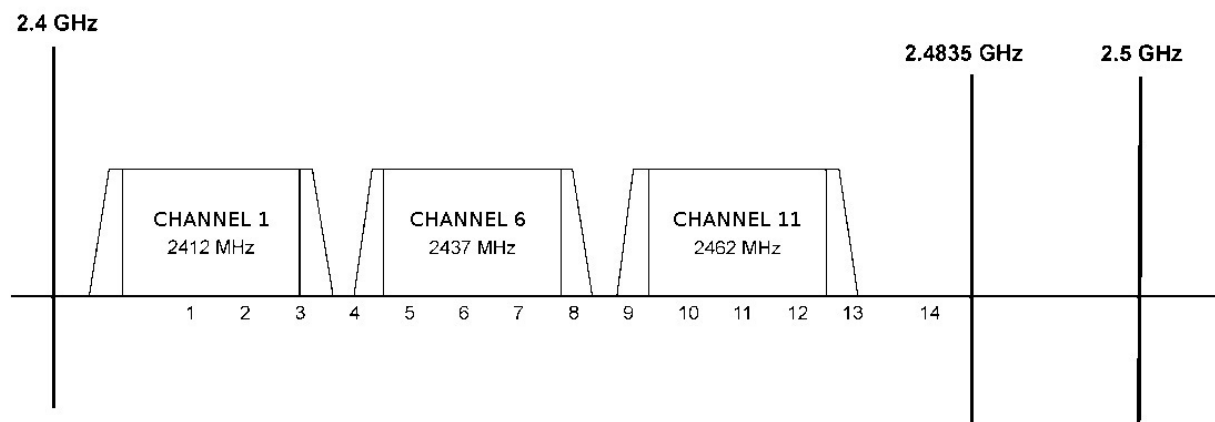 2.4 GHz
2.4835 GHz
2.5 GHz
CHANNEL 1
2412 MHz
CHANNEL 6
2437 MHz
CHANNEL 11
2462 MHz
1 2 3 4 5 6 7 8 9 10 11 12 13 14